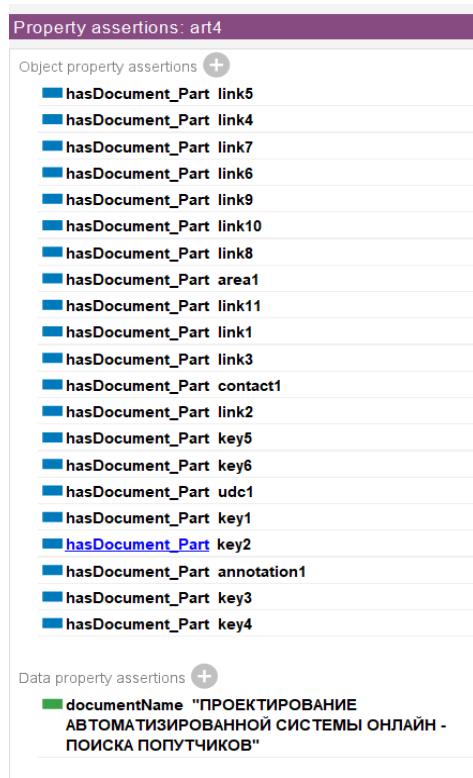 Property assertions: art4
Object property assertions
hasDocument_Part link5
hasDocument_Part link4
hasDocument_Part link7
hasDocument_Part link6
hasDocument_Part link9
hasDocument_Part link10
hasDocument_Part link8
hasDocument_Part area1
hasDocument_Part link11
hasDocument_Part link1
hasDocument_Part link3
hasDocument_Part contact1
hasDocument_Part link2
hasDocument_Part key5
hasDocument_Part key6
hasDocument_Part udc1
hasDocument_Part key1
hasDocument_Part key2
hasDocument_Part annotation1
hasDocument_Part key3
hasDocument_Part key4
Data property assertions
documentName "ПРОЕКТИРОВАНИЕ
АВТОМАТИЗИРОВАННОЙ СИСТЕМЫ ОНЛАЙН -
ПОИСКА ПОПУТЧИКОВ"